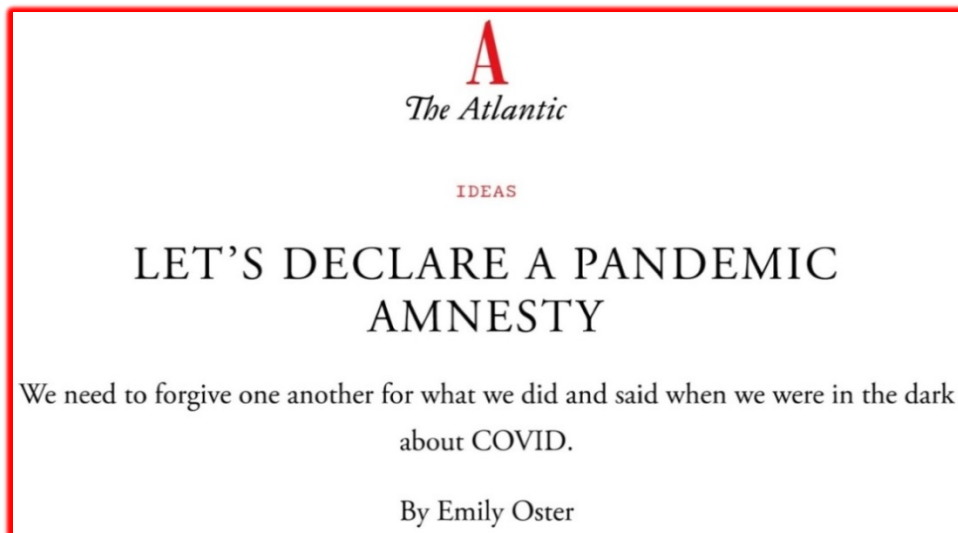 A
The Atlantic
IDEAS
LET’S DECLARE A PANDEMIC
AMNESTY
We need to forgive one another for what we did and said when we were in the dark
about COVID.
By Emily Oster